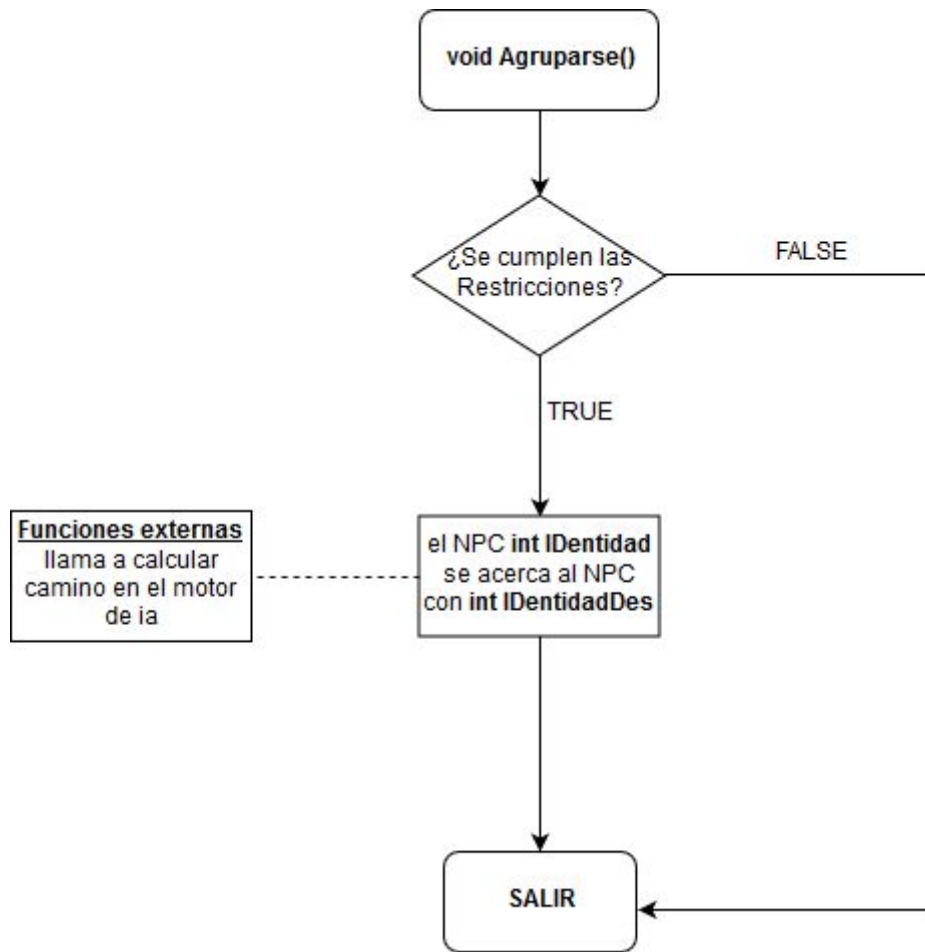 void Agruparse()
¿Se cumplen las
Restricciones?
FALSE
TRUE
Funciones externas
llama a calcular
camino en el motor
de ia
el NPC int IDentidad
se acerca al NPC
con int IDentidadDes
SALIR